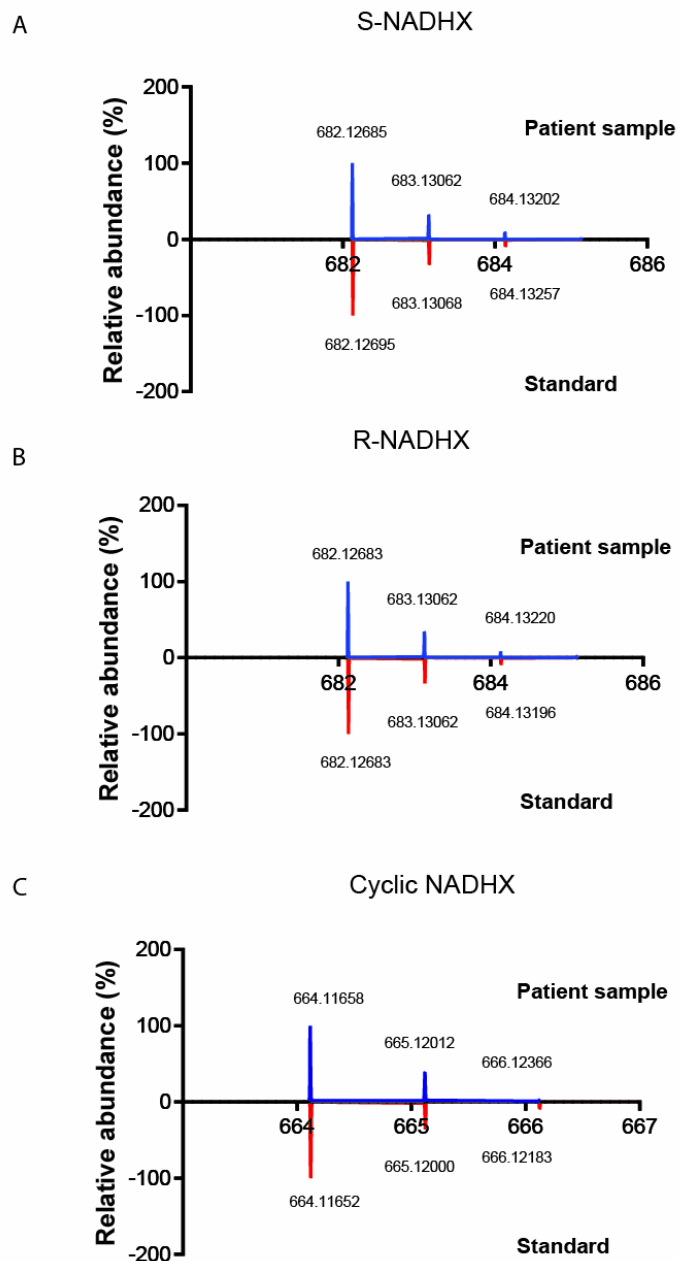 A
S-NADHX
Relative abundance (%)
200
100
0
-100
-200
682.12685
683.13062
684.13202
Patient sample
682
684
686
682.12695
683.13068
684.13257
Standard
B
R-NADHX
Relative abundance (%)
200
100
0
-100
-200
682.12683
683.13062
684.13220
Patient sample
682
684
686
682.12683
683.13062
684.13196
Standard
C
Cyclic NADHX
Relative abundance (%)
200
100
0
-100
-200
664.11658
665.12012
666.12366
Patient sample
664
665
666
667
664.11652
665.12000
666.12183
Standard